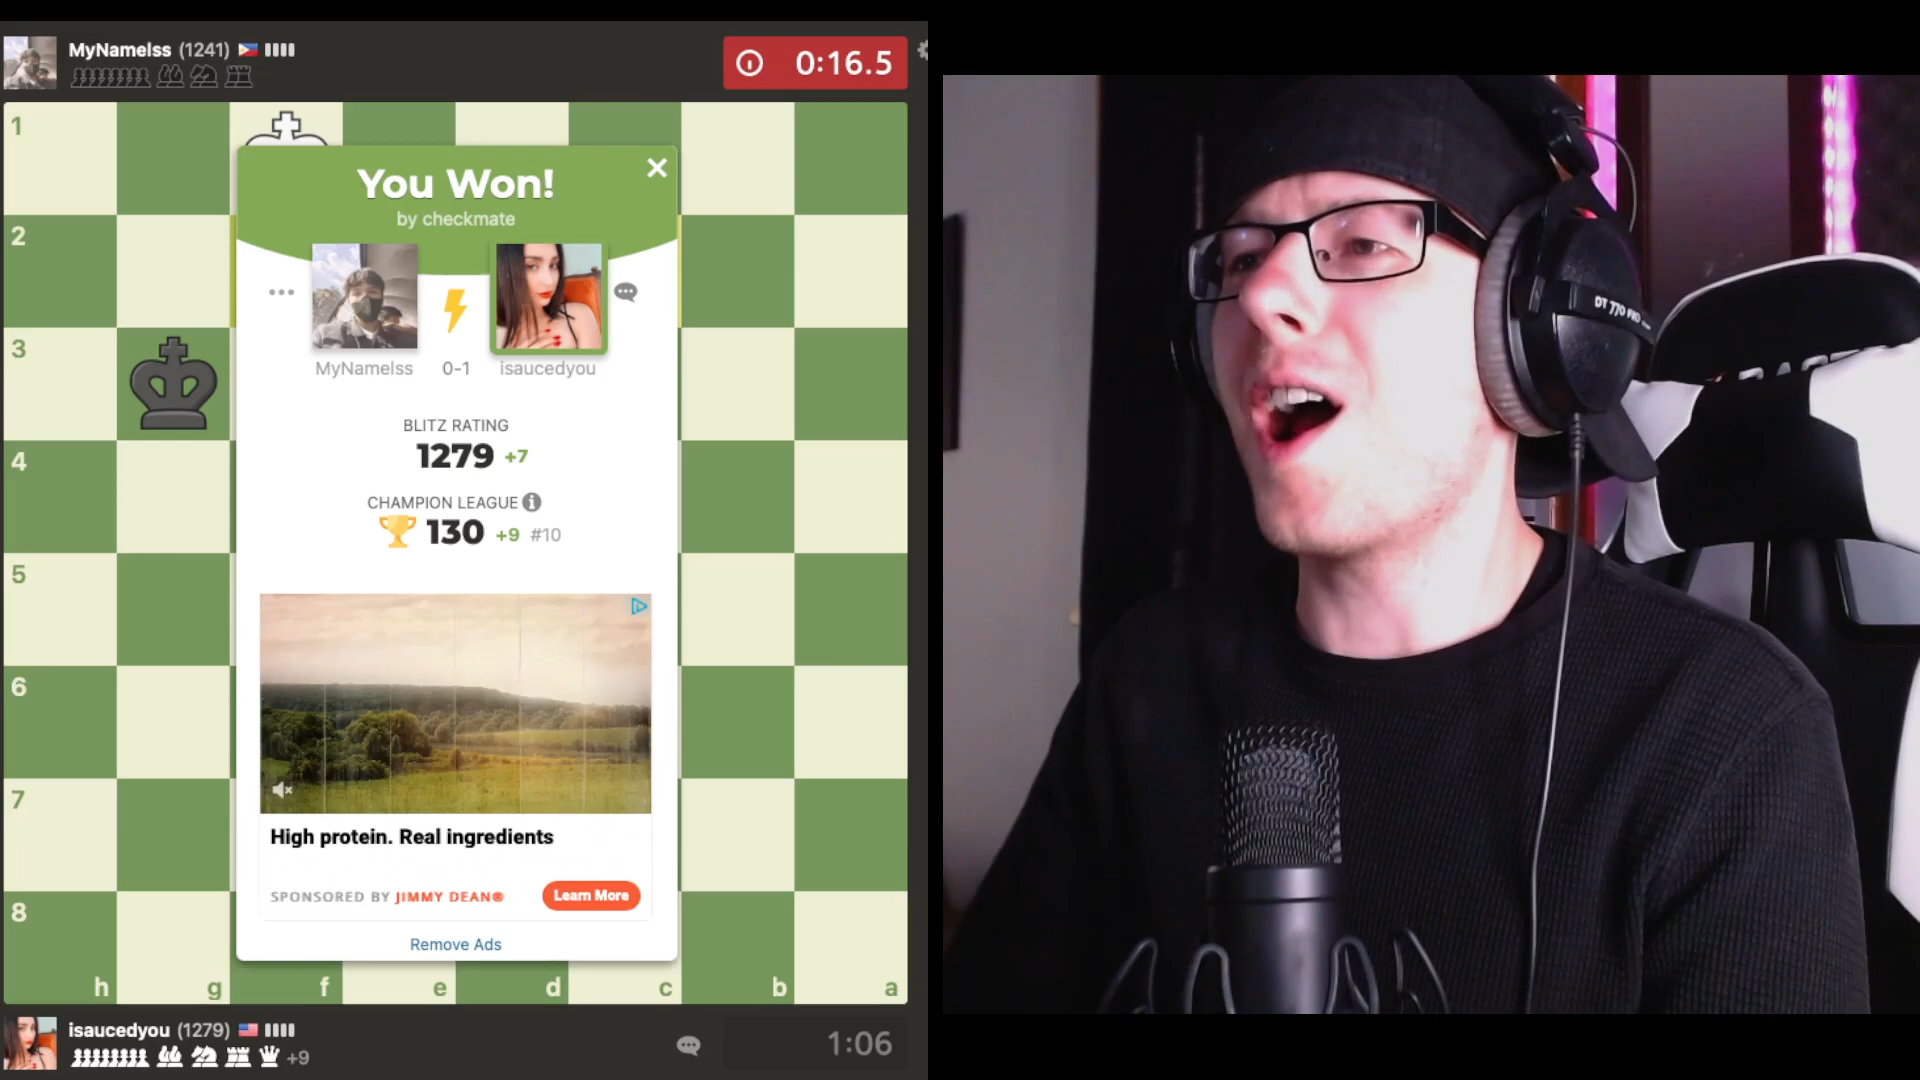 MyNameIss (1241)
0:16.5
1
You Won!
by checkmate
2
MyNameIss 0-1 isaucedyou
3
BLITZ RATING
1279 +7
4
CHAMPION LEAGUE
130 +9 #10
5
6
7
High protein. Real ingredients
SPONSORED BY JIMMY DEAN®
Learn More
8
Remove Ads
h g f e d c b a
isaucedyou (1279)
+9
1:06
DT 770 PRO